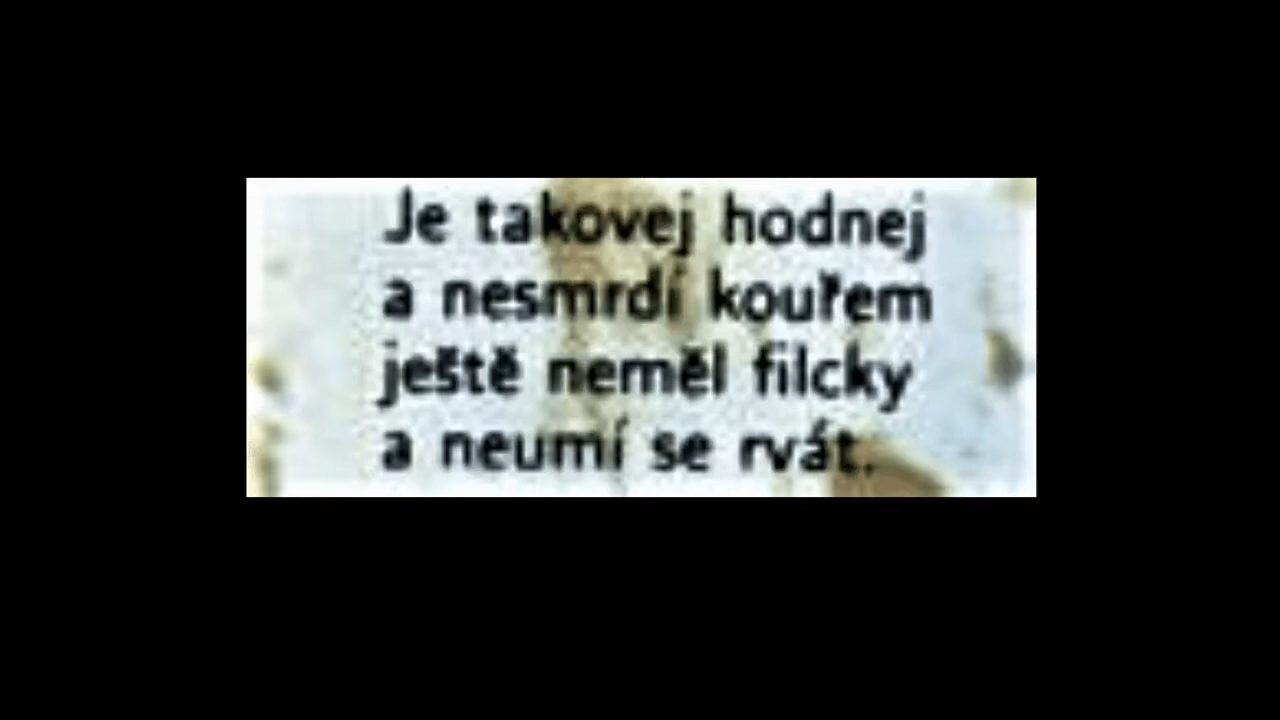 Je takovej hodnej
a nesmrdí kouřem
ještě neměl filcky
a neumí se rvát.